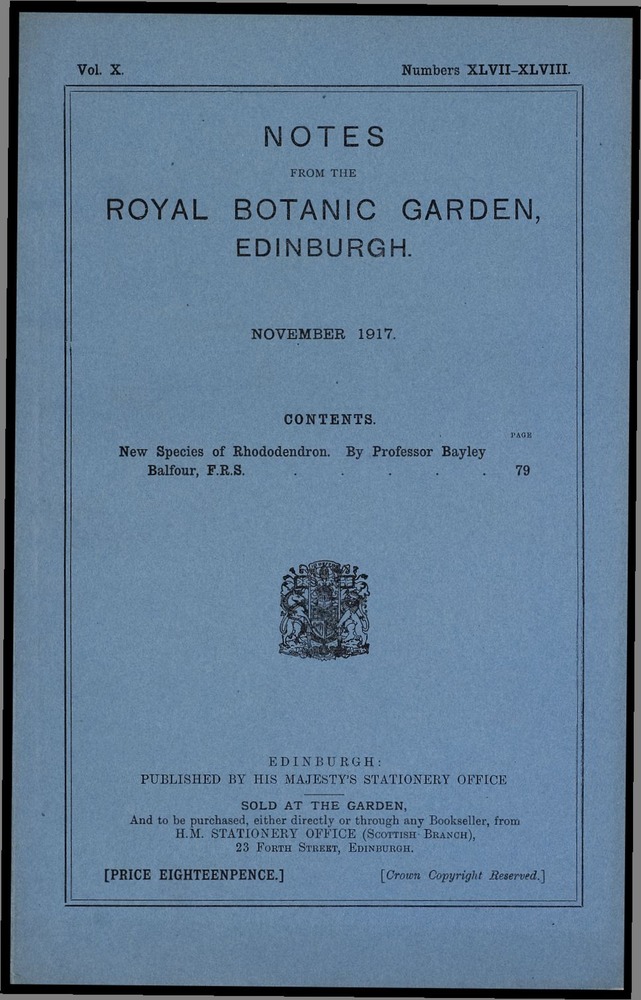 Vol. X.
Numbers XLVII–XLVIII.
NOTES
FROM THE
ROYAL BOTANIC GARDEN,
EDINBURGH.
NOVEMBER 1917.
CONTENTS.
PAGE
New Species of Rhododendron. By Professor Bayley
Balfour, F.R.S. . . . . . 79
EDINBURGH:
PUBLISHED BY HIS MAJESTY'S STATIONERY OFFICE
SOLD AT THE GARDEN,
And to be purchased, either directly or through any Bookseller, from
H.M. STATIONERY OFFICE (SCOTTISH BRANCH),
23 FORTH STREET, EDINBURGH.
[PRICE EIGHTEENPENCE.]
[Crown Copyright Reserved.]